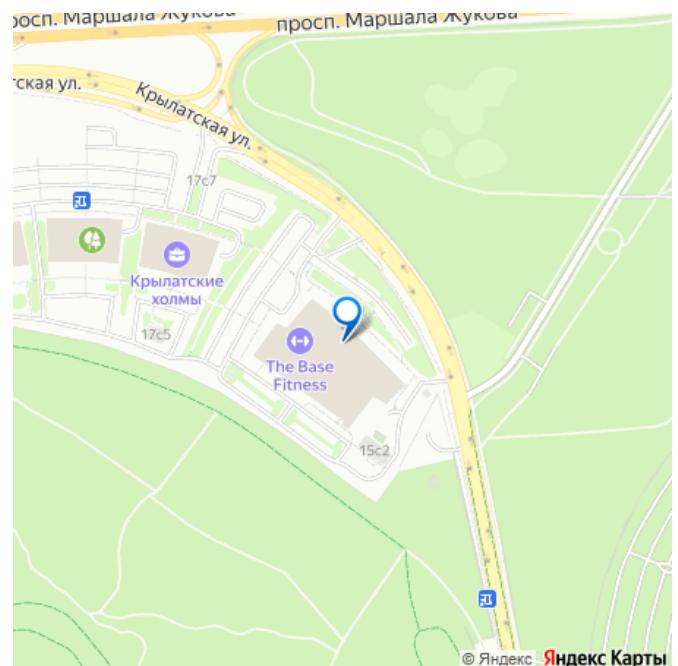 просп. Маршала Жукова
просп. Маршала Жукова
тская ул.
Крылатская ул.
17с7
Крылатские
холмы
17с5
The Base
Fitness
15с2
© Яндекс Яндекс Карты